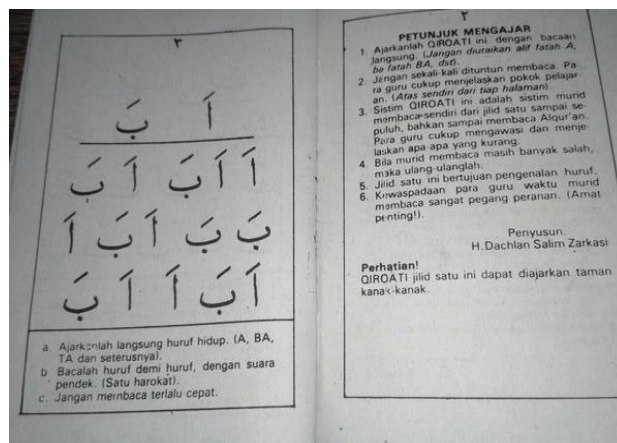 ٢
PETUNJUK MENGAJAR
1. Ajarkanlah QIROATI ini dengan bacaan
langsung. (Jangan diuraikan alif fatah A,
ba fatah BA, dst).
2. Jangan sekali-kali dituntun membaca. Pa-
ra guru cukup menjelaskan pokok pelajar-
an. (Atas sendiri dari tiap halaman).
3. Sistim QIROATI ini adalah sistim murid
membaca sendiri dari jilid satu sampai se-
puluh, bahkan sampai membaca Alqur'an.
Para guru cukup mengawasi dan menje-
laskan apa-apa yang kurang.
4. Bila murid membaca masih banyak salah,
maka ulang-ulanglah.
5. Jilid satu ini bertujuan pengenalan huruf.
6. Kewaspadaan para guru waktu murid
membaca sangat pegang peranan. (Amat
penting!).
Penyusun.
H.Dachlan Salim Zarkasi
Perhatian!
QIROATI jilid satu ini dapat diajarkan taman
kanak-kanak.
٣
اَ بَ
اَ اَ بَ اَ بَ
بَ بَ اَ بَ اَ
اَ بَ اَ اَ بَ
a. Ajarkanlah langsung huruf hidup. (A, BA,
TA dan seterusnya).
b. Bacalah huruf demi huruf, dengan suara
pendek. (Satu harokat).
c. Jangan membaca terlalu cepat.